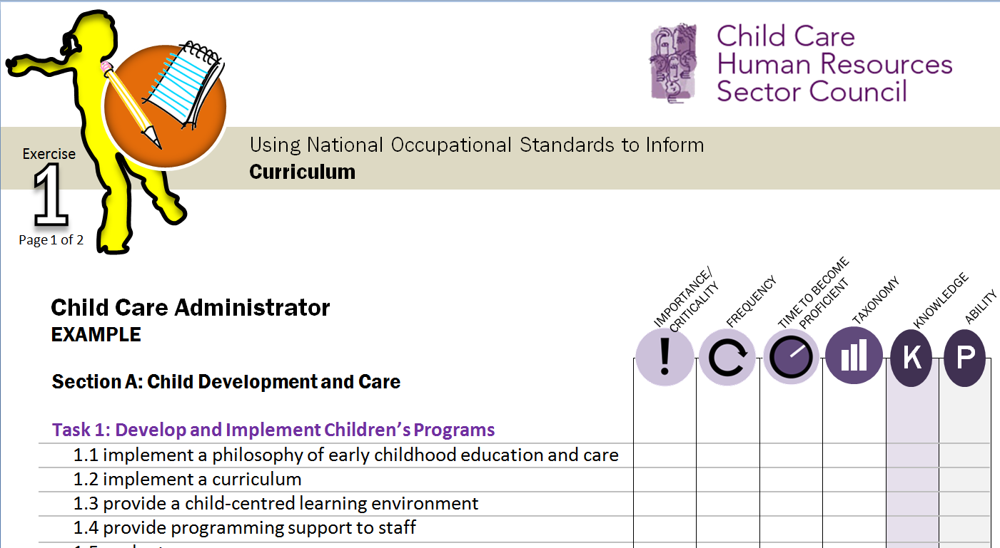 Child Care
Human Resources
Sector Council
Using National Occupational Standards to Inform
Curriculum
Exercise
1
Page 1 of 2
IMPORTANCE/
CRITICALITY
FREQUENCY
TIME TO BECOME
PROFICIENT
TAXONOMY
KNOWLEDGE
ABILITY
Child Care Administrator
EXAMPLE
! K P
Section A: Child Development and Care
Task 1: Develop and Implement Children's Programs
1.1 implement a philosophy of early childhood education and care
1.2 implement a curriculum
1.3 provide a child-centred learning environment
1.4 provide programming support to staff